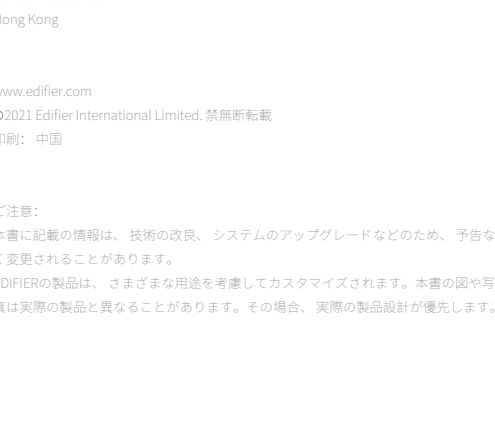 Hong Kong
www.edifier.com
©2021 Edifier International Limited. 禁無断転載
印刷： 中国
ご注意：
本書に記載の情報は、 技術の改良、 システムのアップグレードなどのため、 予告な
く変更されることがあります。
EDIFIERの製品は、 さまざまな用途を考慮してカスタマイズされます。本書の図や写
真は実際の製品と異なることがあります。その場合、 実際の製品設計が優先します。